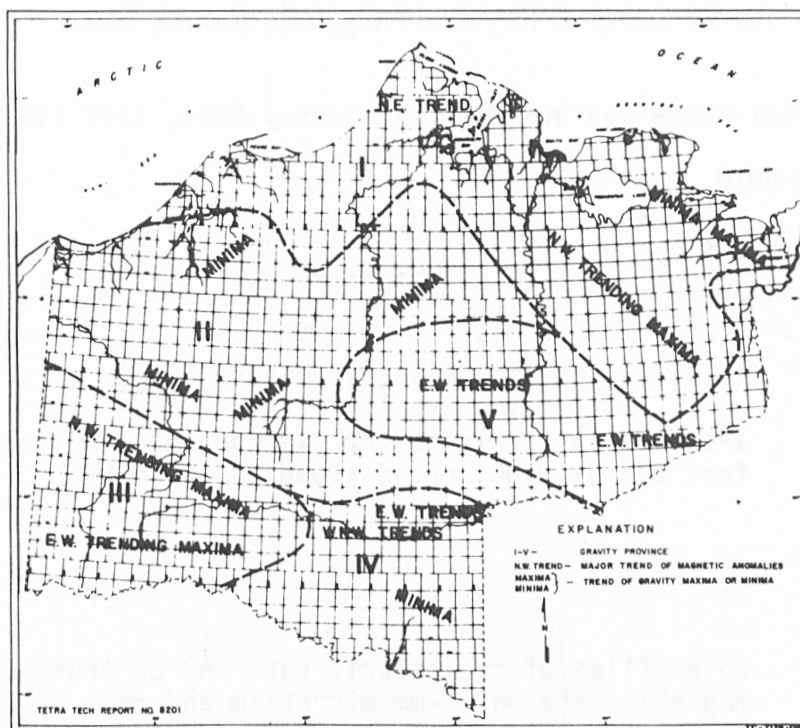 ARCTIC
OCEAN
N.E. TREND
I
MINIMA
MINIMA
MAXIMA
N.W. TRENDING MAXIMA
MINIMA
II
MINIMA
MINIMA
E.W. TRENDS
V
E.W. TRENDS
N.W. TRENDING MAXIMA
III
E.W. TRENDING MAXIMA
E.W. TRENDS
W.N.W. TRENDS
IV
MINIMA
EXPLANATION
I-V- GRAVITY PROVINCE
N.W. TREND- MAJOR TREND OF MAGNETIC ANOMALIES
MAXIMA
MINIMA } - TREND OF GRAVITY MAXIMA OR MINIMA
N
TETRA TECH REPORT NO. 8201